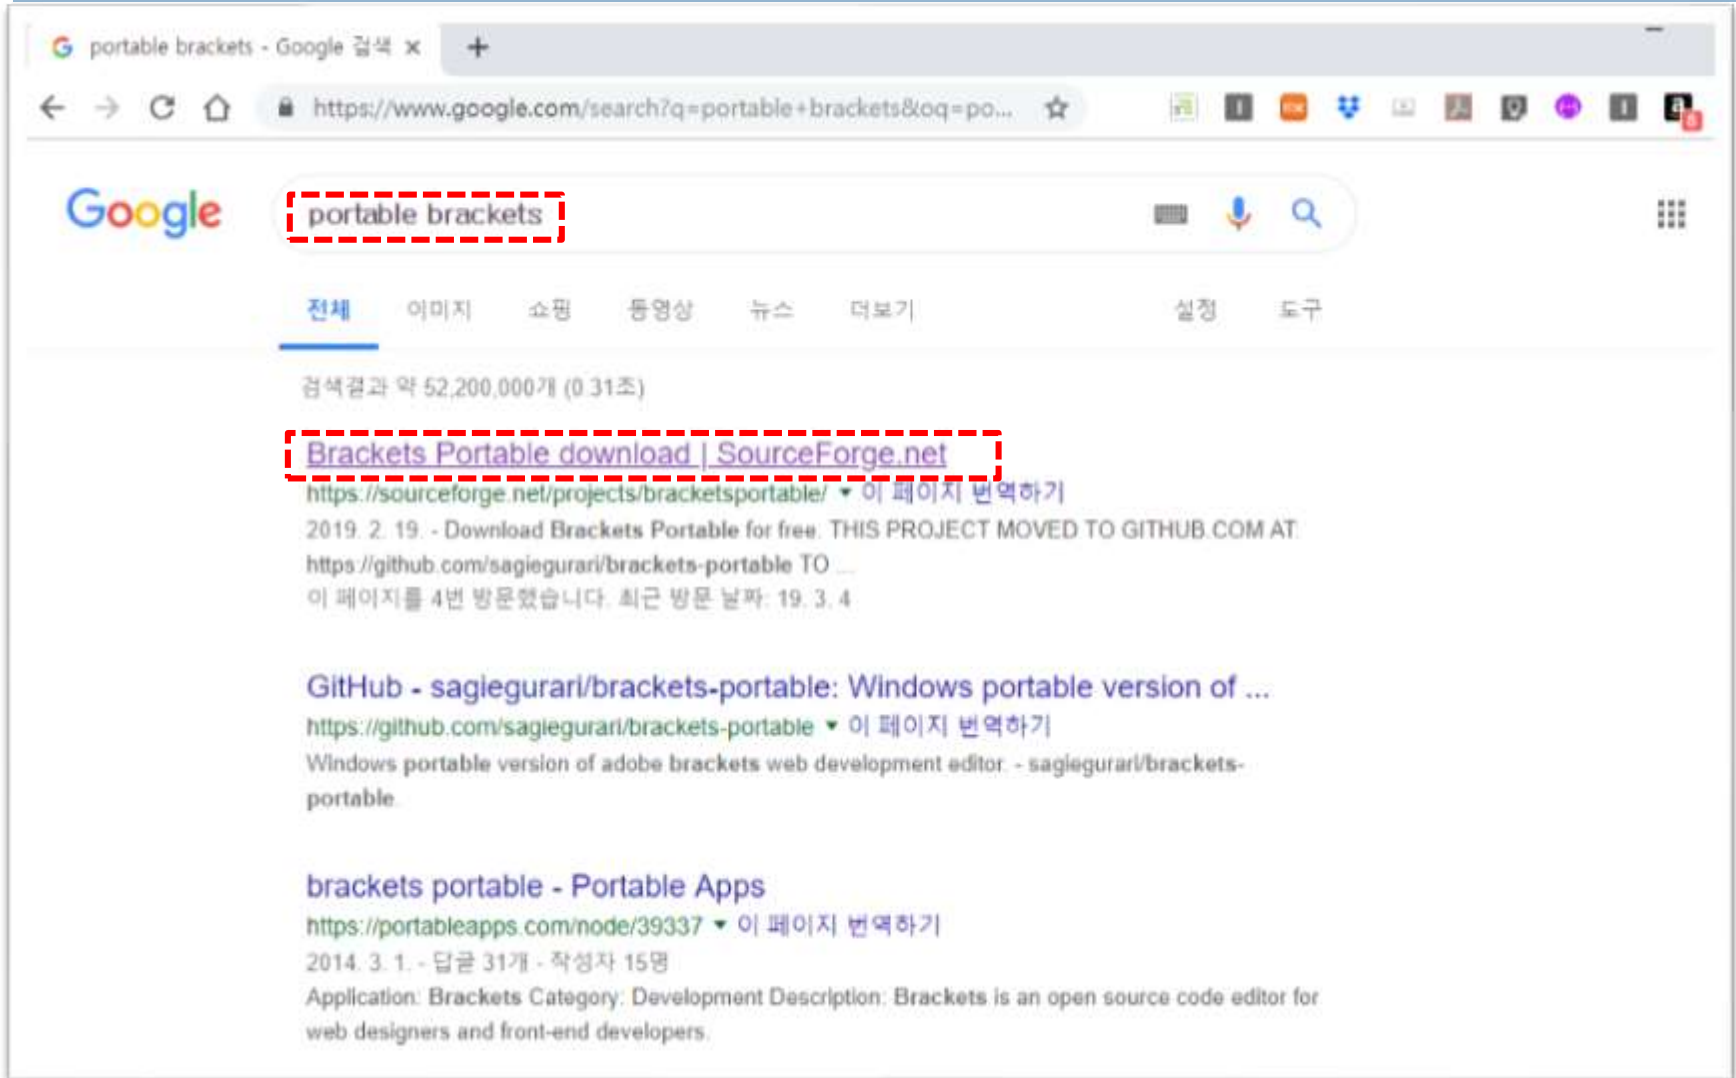 portable brackets - Google 검색
https://www.google.com/search?q=portable+brackets&oq=po...
Google
portable brackets
전체 이미지 쇼핑 동영상 뉴스 더보기 설정 도구
검색결과 약 52,200,000개 (0.31초)
Brackets Portable download | SourceForge.net
https://sourceforge.net/projects/bracketsportable/ 이 페이지 번역하기
2019. 2. 19. - Download Brackets Portable for free. THIS PROJECT MOVED TO GITHUB.COM AT:
https://github.com/sagiegurari/brackets-portable TO ...
이 페이지를 4번 방문했습니다. 최근 방문 날짜: 19. 3. 4
GitHub - sagiegurari/brackets-portable: Windows portable version of ...
https://github.com/sagiegurari/brackets-portable 이 페이지 번역하기
Windows portable version of adobe brackets web development editor. - sagiegurari/brackets-
portable.
brackets portable - Portable Apps
https://portableapps.com/node/39337 이 페이지 번역하기
2014. 3. 1. - 답글 31개 - 작성자 15명
Application: Brackets Category: Development Description: Brackets is an open source code editor for
web designers and front-end developers.